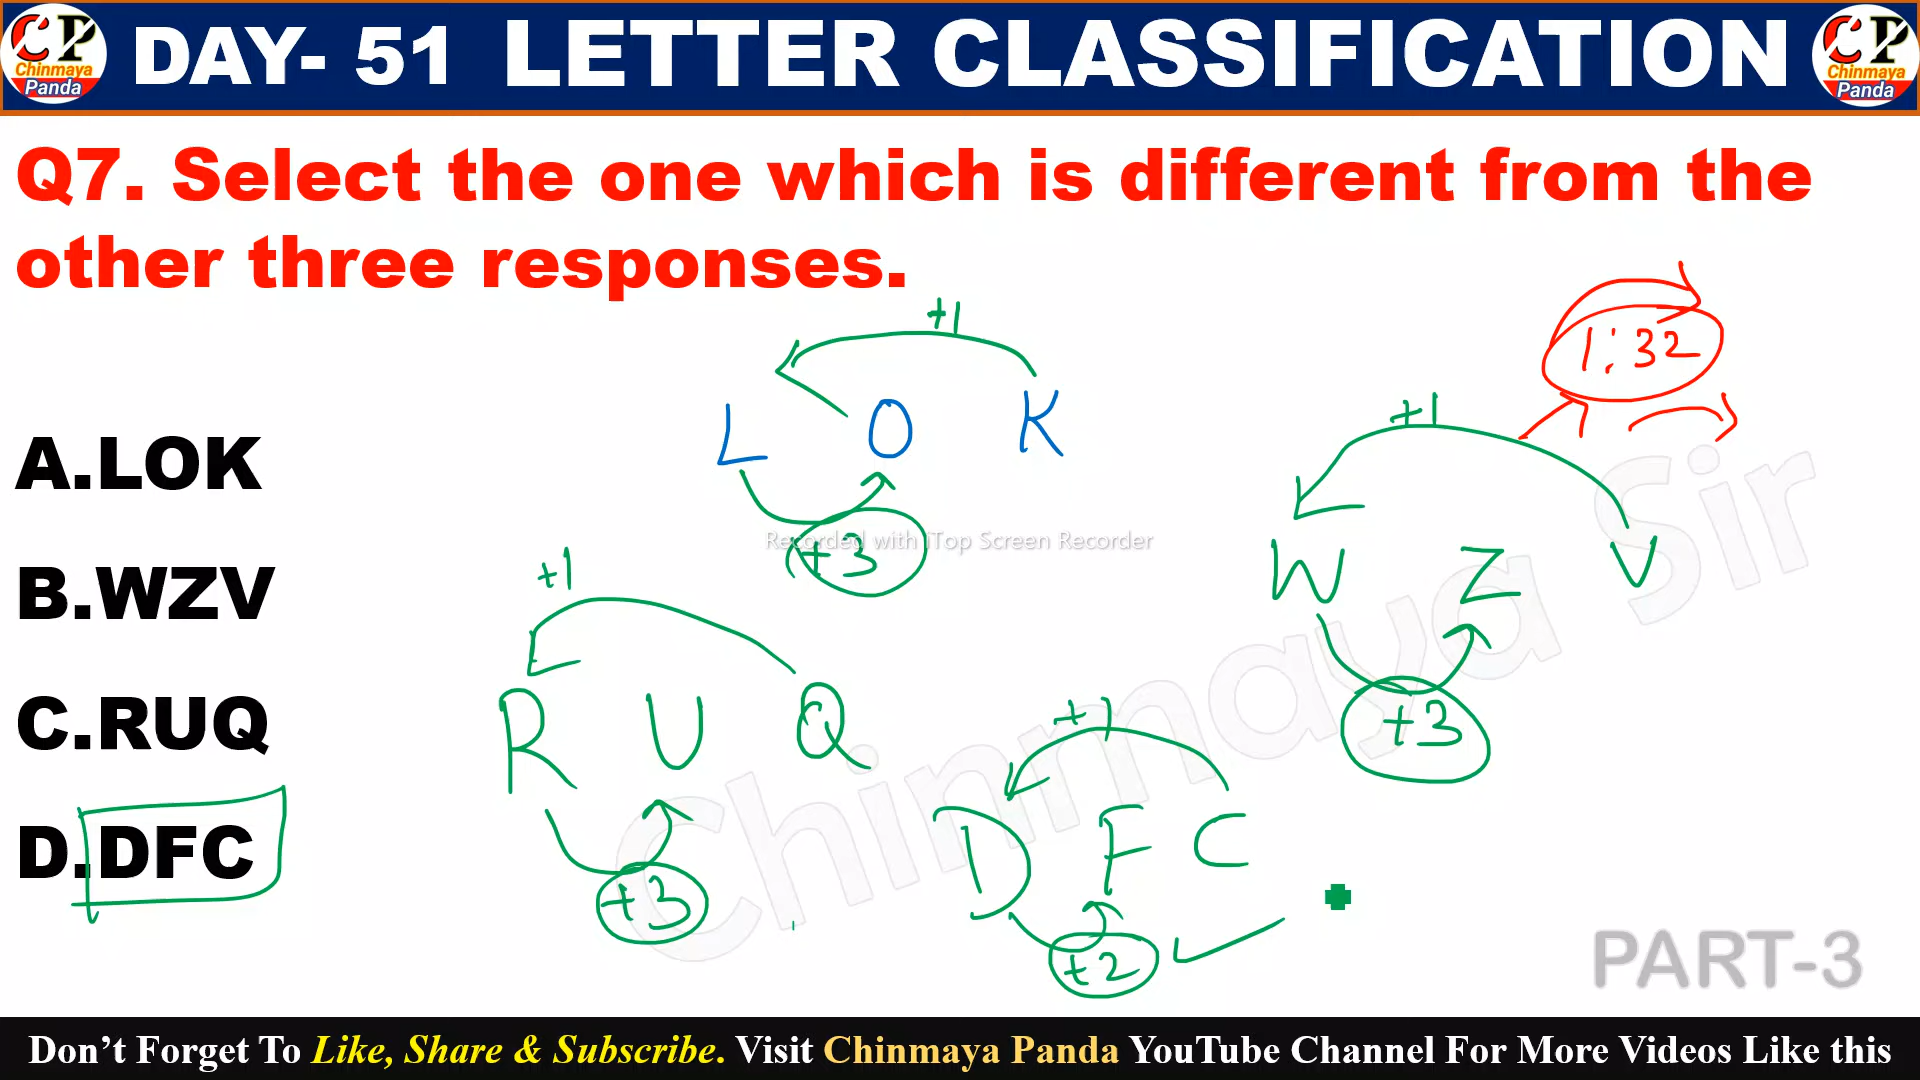 CP
Chinmaya
Panda
DAY- 51 LETTER CLASSIFICATION
CP
Chinmaya
Panda
Q7. Select the one which is different from the
other three responses.
+1
1:32
L O K
+1
A.LOK
Recorded with iTop Screen Recorder
+3
+1
W Z V
B.WZV
R U Q
+3
C.RUQ
+1
D F C
D.DFC
+3
+2
Chinmaya Sir
PART-3
Don't Forget To Like, Share & Subscribe. Visit Chinmaya Panda YouTube Channel For More Videos Like this